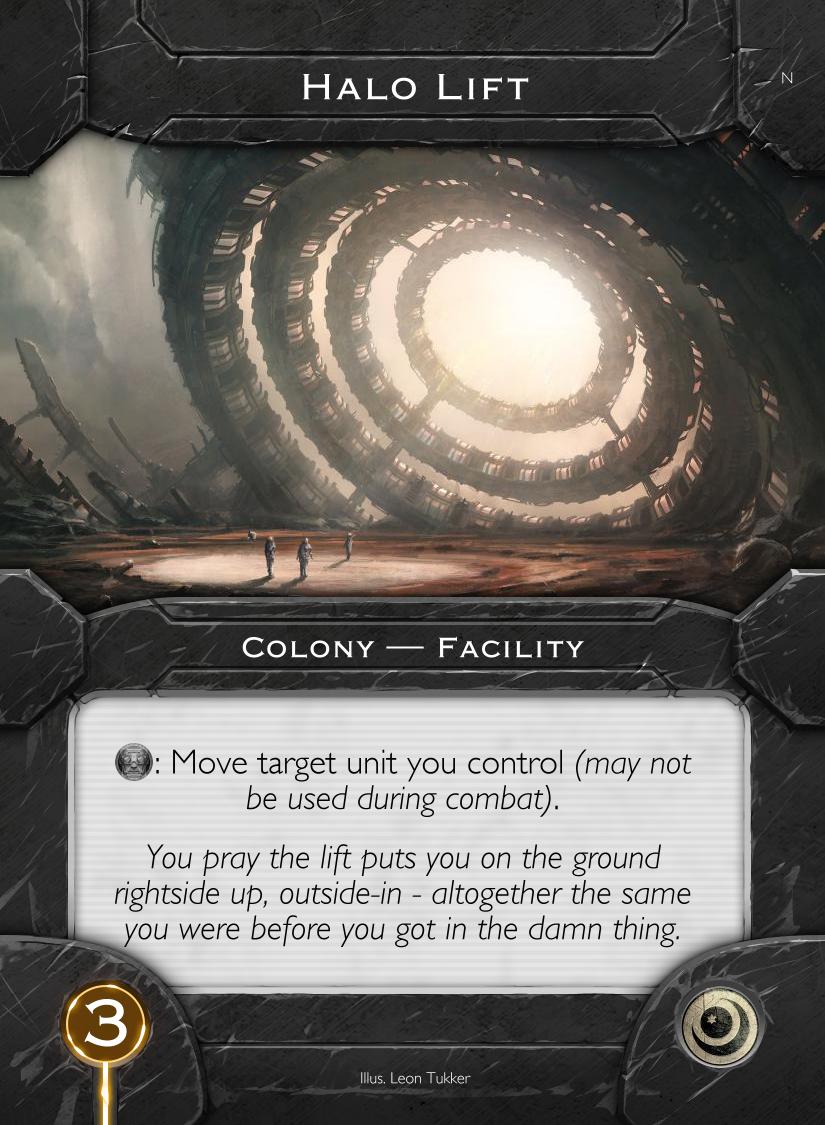 Halo Lift
N
Colony — Facility
: Move target unit you control (may not
be used during combat).
You pray the lift puts you on the ground
rightside up, outside-in - altogether the same
you were before you got in the damn thing.
3
Illus. Leon Tukker